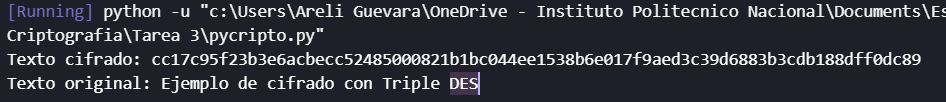 [Running] python -u "c:\Users\Areli Guevara\OneDrive - Instituto Politecnico Nacional\Documents\Es
Criptografia\Tarea 3\pycripto.py"
Texto cifrado: cc17c95f23b3e6acbecc52485000821b1bc044ee1538b6e017f9aed3c39d6883b3cdb188dff0dc89
Texto original: Ejemplo de cifrado con Triple DES